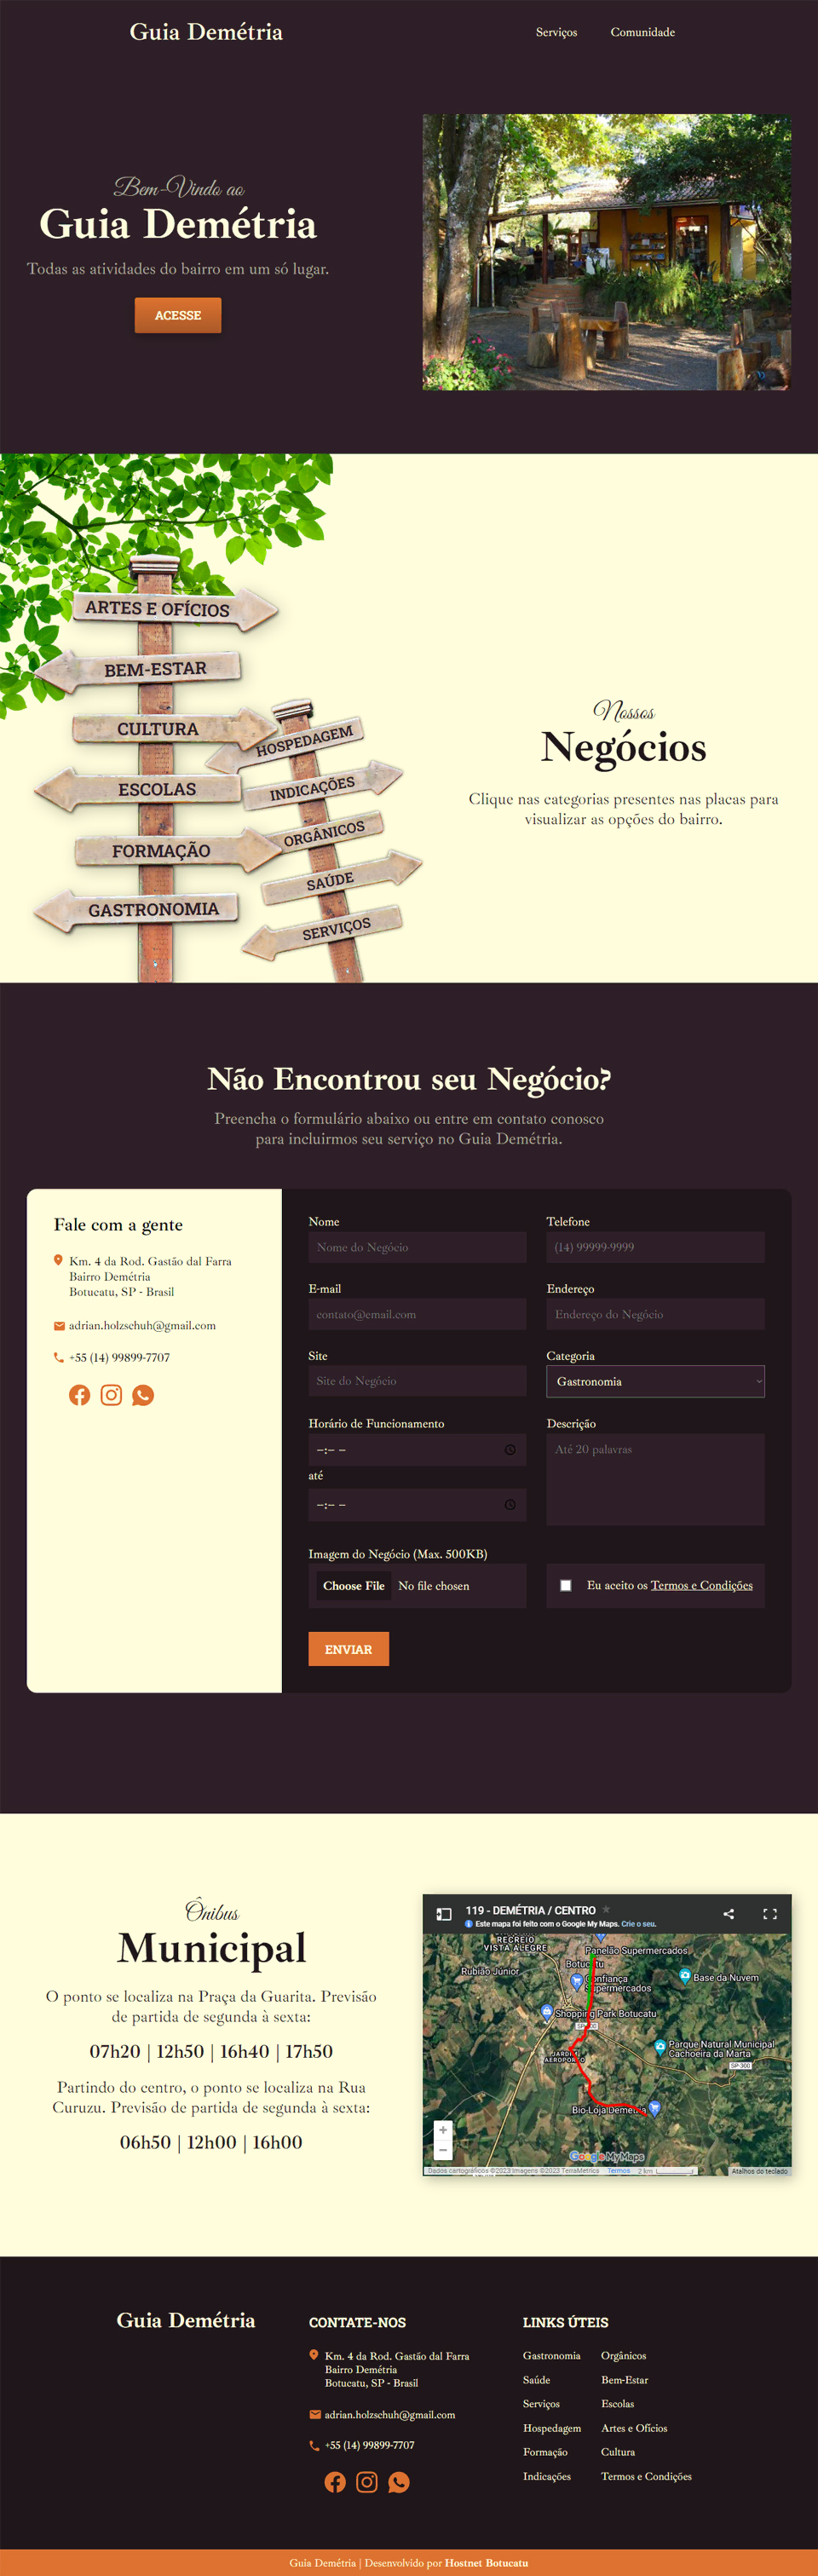 Guia Demétria
Serviços
Comunidade
Bem-Vindo ao
Guia Demétria
Todas as atividades do bairro em um só lugar.
ACESSE
ARTES E OFÍCIOS
BEM-ESTAR
CULTURA
ESCOLAS
FORMAÇÃO
GASTRONOMIA
HOSPEDAGEM
INDICAÇÕES
ORGÂNICOS
SAÚDE
SERVIÇOS
Nossos
Negócios
Clique nas categorias presentes nas placas para
visualizar as opções do bairro.
Não Encontrou seu Negócio?
Preencha o formulário abaixo ou entre em contato conosco
para incluirmos seu serviço no Guia Demétria.
Fale com a gente
Km. 4 da Rod. Gastão dal Farra
Bairro Demétria
Botucatu, SP - Brasil
adrian.holzschuh@gmail.com
+55 (14) 99899-7707
Nome
Nome do Negócio
Telefone
(14) 99999-9999
E-mail
contato@email.com
Endereço
Endereço do Negócio
Site
Site do Negócio
Categoria
Gastronomia
Horário de Funcionamento
--:-- --
até
--:-- --
Descrição
Até 20 palavras
Imagem do Negócio (Max. 500KB)
Choose File No file chosen
Eu aceito os Termos e Condições
ENVIAR
Ônibus
Municipal
O ponto se localiza na Praça da Guarita. Previsão
de partida de segunda à sexta:
07h20 | 12h50 | 16h40 | 17h50
Partindo do centro, o ponto se localiza na Rua
Curuzu. Previsão de partida de segunda à sexta:
06h50 | 12h00 | 16h00
119 - DEMÉTRIA / CENTRO
Este mapa foi feito com o Google My Maps. Crie o seu.
RECREIO
VISTA ALEGRE
Panelão Supermercados
Rubião Júnior
Botucatu
Confiança
Supermercados
Base da Nuvem
Shopping Park Botucatu
SP-300
JARDIM
AEROPORTO
Parque Natural Municipal
Cachoeira da Marta
SP-300
Bio-Loja Demétria
+
−
Google My Maps
Dados cartográficos ©2023 Imagens ©2023 TerraMetrics
Termos
2 km
Atalhos do teclado
Guia Demétria
CONTATE-NOS
Km. 4 da Rod. Gastão dal Farra
Bairro Demétria
Botucatu, SP - Brasil
adrian.holzschuh@gmail.com
+55 (14) 99899-7707
LINKS ÚTEIS
Gastronomia
Orgânicos
Saúde
Bem-Estar
Serviços
Escolas
Hospedagem
Artes e Ofícios
Formação
Cultura
Indicações
Termos e Condições
Guia Demétria | Desenvolvido por Hostnet Botucatu